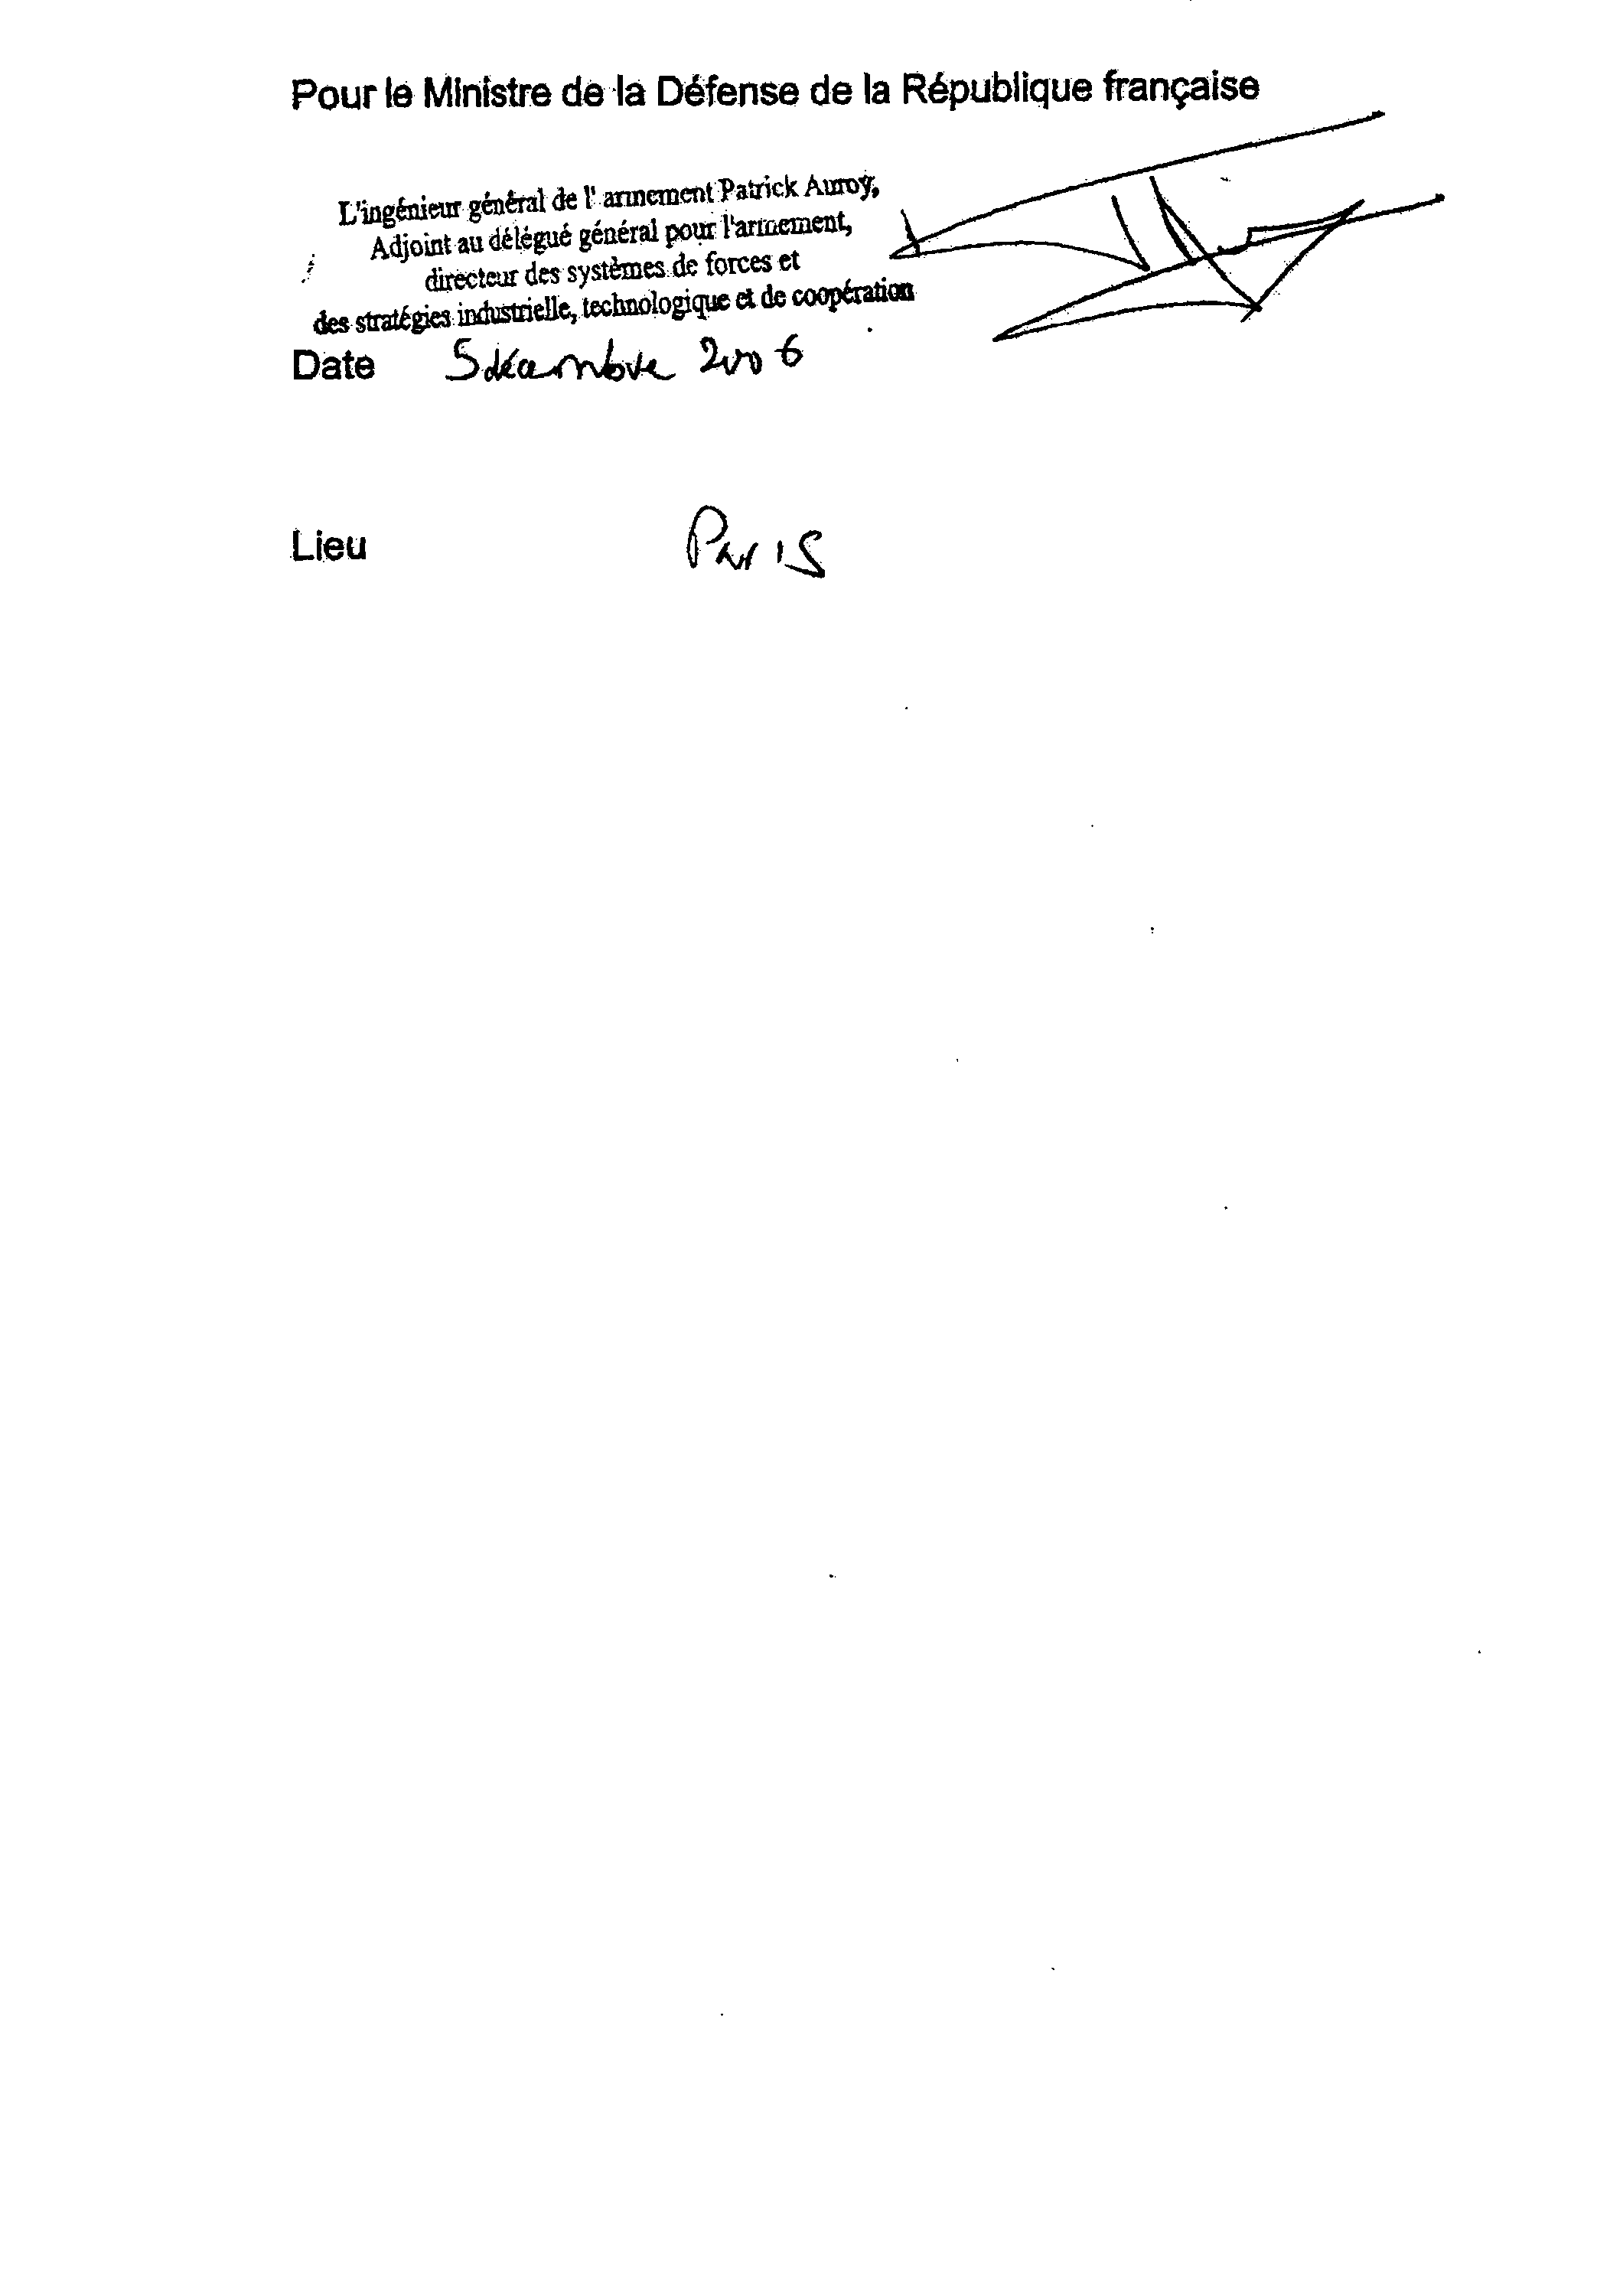 Pour le Ministre de la Défense de la République française
L'ingénieur général de l' armement Patrick Auroy,
Adjoint au délégué général pour l'armement,
directeur des systèmes de forces et
des stratégies industrielle, technologique et de coopération
Date 5 décembre 2006
Lieu Paris